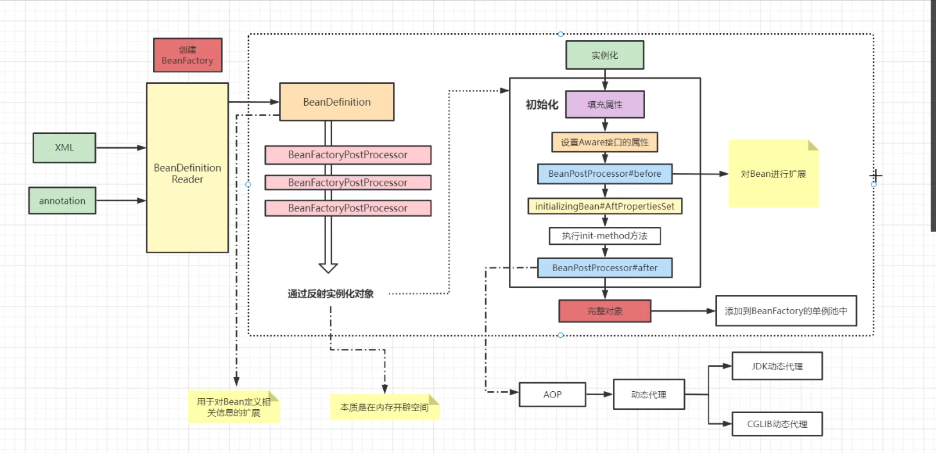 创建
BeanFactory
XML
annotation
BeanDefinition
Reader
BeanDefinition
BeanFactoryPostProcessor
BeanFactoryPostProcessor
BeanFactoryPostProcessor
通过反射实例化对象
用于对Bean定义相
关信息的扩展
本质是在内存开辟空间
实例化
初始化
填充属性
设置Aware接口的属性
BeanPostProcessor#before
initializingBean#AftPropertiesSet
执行init-method方法
BeanPostProcessor#after
完整对象
对Bean进行扩展
添加到BeanFactory的单例池中
AOP
动态代理
JDK动态代理
CGLIB动态代理